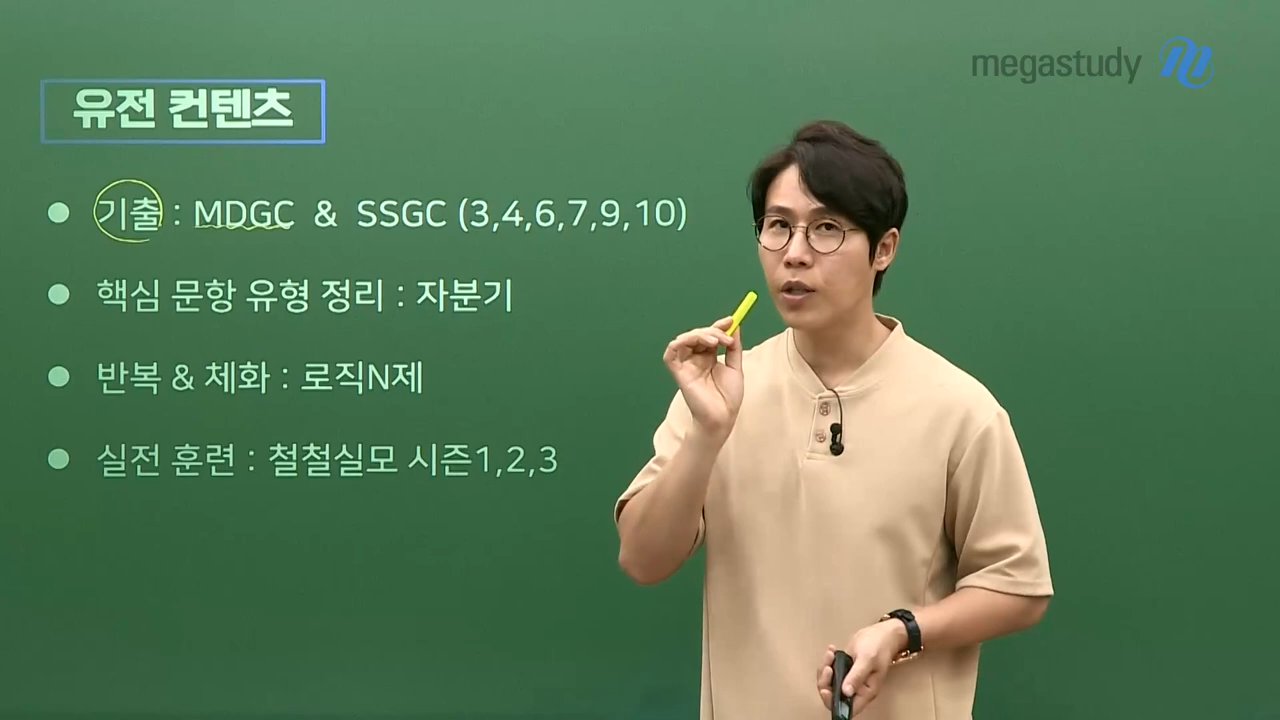 megastudy
유전 컨텐츠
기출 : MDGC & SSGC (3,4,6,7,9,10)
핵심 문항 유형 정리 : 자분기
반복 & 체화 : 로직N제
실전 훈련 : 철철실모 시즌1,2,3